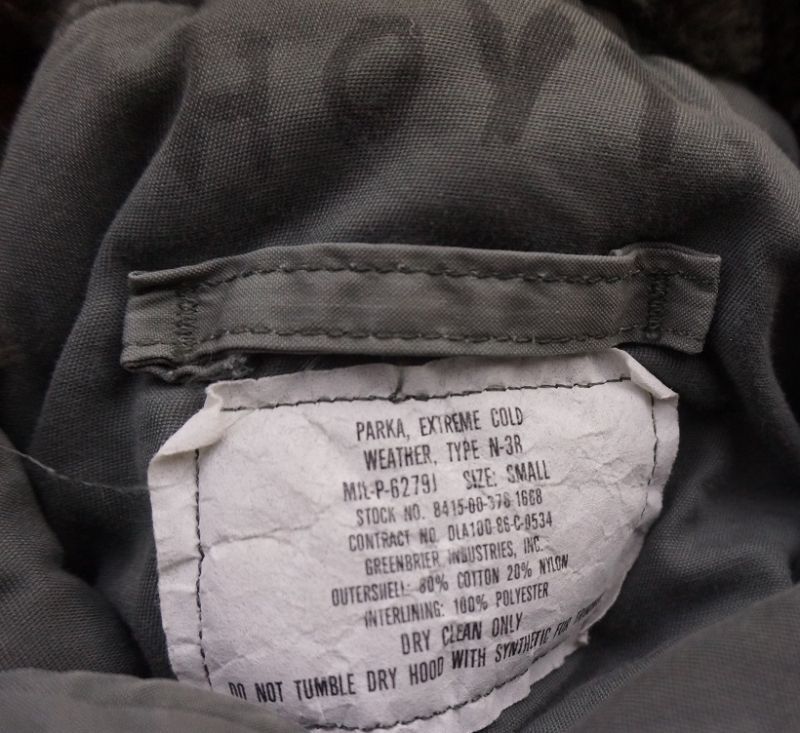 HOYT
PARKA, EXTREME COLD
WEATHER, TYPE N-3R
MIL-P-6279J SIZE: SMALL
STOCK NO. 8415-00-376-1668
CONTRACT NO. DLA100-86-C-0534
GREENBRIER INDUSTRIES, INC.
OUTERSHELL: 80% COTTON 20% NYLON
INTERLINING: 100% POLYESTER
DRY CLEAN ONLY
DO NOT TUMBLE DRY HOOD WITH SYNTHETIC FUR